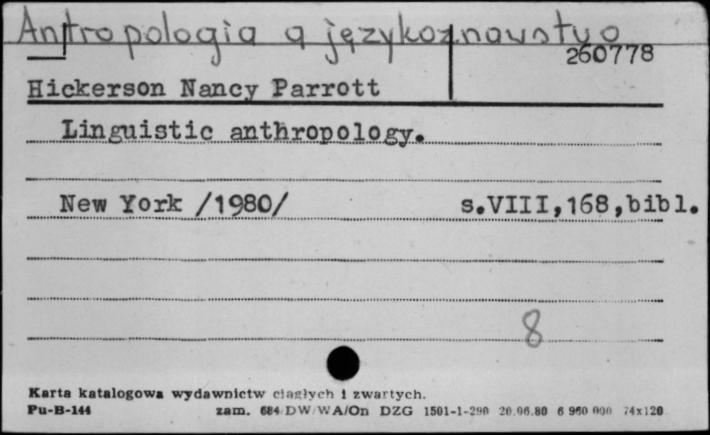 Antropologia a językoznawstwo
260778
Hickerson Nancy Parrott
Linguistic anthropology.
New York /1980/ s.VIII,168,bibl.
8
Karta katalogowa wydawnictw ciągłych i zwartych.
Pu-B-144 zam. 684 DW/WA/On DZG 1501-1-290 20.06.80 6 960 000 74x120